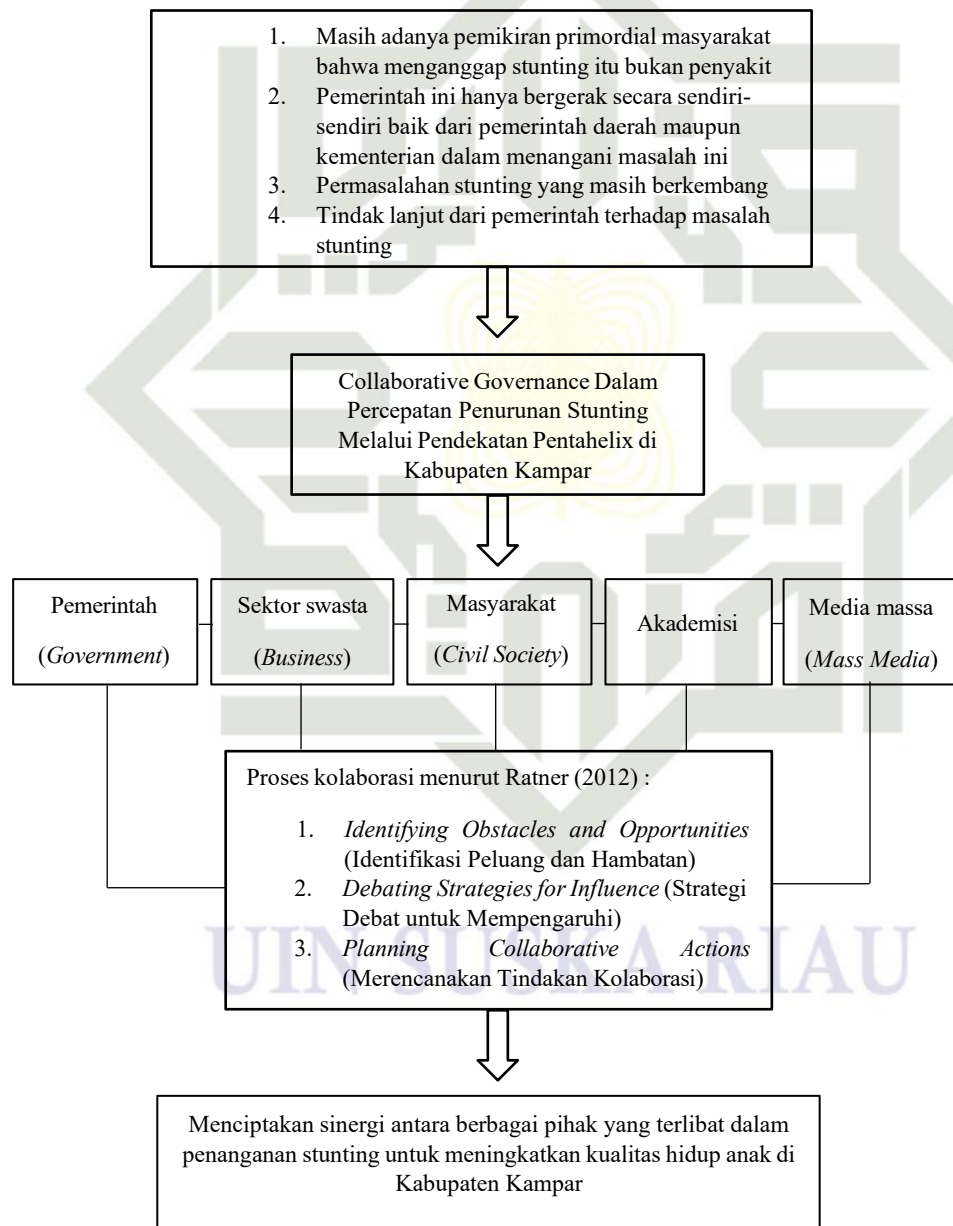 1. Masih adanya pemikiran primordial masyarakat
bahwa menganggap stunting itu bukan penyakit
2. Pemerintah ini hanya bergerak secara sendiri-
sendiri baik dari pemerintah daerah maupun
kementerian dalam menangani masalah ini
3. Permasalahan stunting yang masih berkembang
4. Tindak lanjut dari pemerintah terhadap masalah
stunting
Collaborative Governance Dalam
Percepatan Penurunan Stunting
Melalui Pendekatan Pentahelix di
Kabupaten Kampar
Pemerintah
(Government)
Sektor swasta
(Business)
Masyarakat
(Civil Society)
Akademisi
Media massa
(Mass Media)
Proses kolaborasi menurut Ratner (2012) :
1. Identifying Obstacles and Opportunities
(Identifikasi Peluang dan Hambatan)
2. Debating Strategies for Influence (Strategi
Debat untuk Mempengaruhi)
3. Planning Collaborative Actions
(Merencanakan Tindakan Kolaborasi)
UIN SUSKA RIAU
Menciptakan sinergi antara berbagai pihak yang terlibat dalam
penanganan stunting untuk meningkatkan kualitas hidup anak di
Kabupaten Kampar